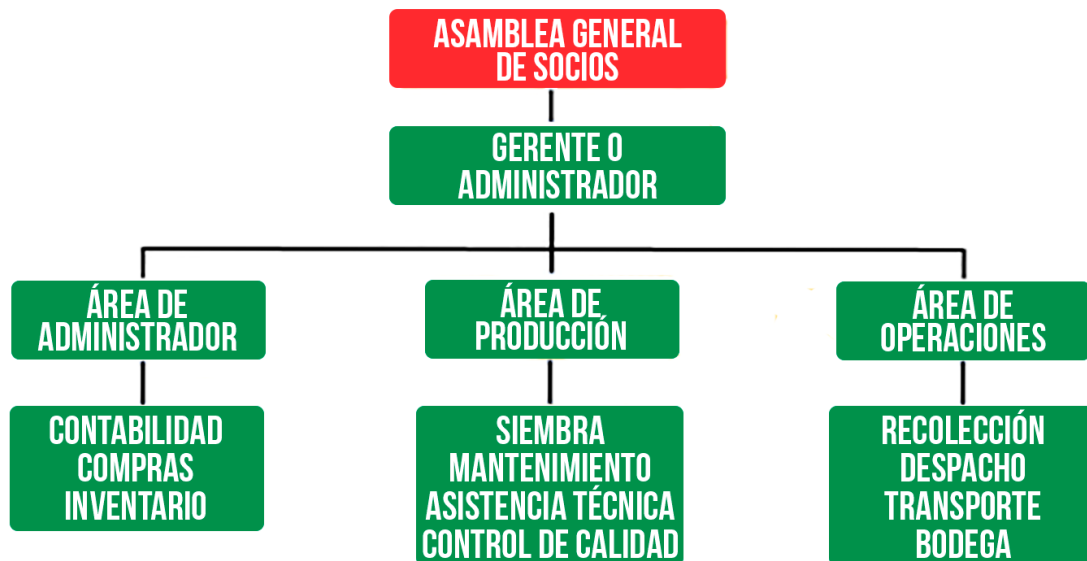 ASAMBLEA GENERAL
DE SOCIOS
GERENTE O
ADMINISTRADOR
ÁREA DE
ADMINISTRADOR
ÁREA DE
PRODUCCIÓN
ÁREA DE
OPERACIONES
CONTABILIDAD
COMPRAS
INVENTARIO
SIEMBRA
MANTENIMIENTO
ASISTENCIA TÉCNICA
CONTROL DE CALIDAD
RECOLECCIÓN
DESPACHO
TRANSPORTE
BODEGA